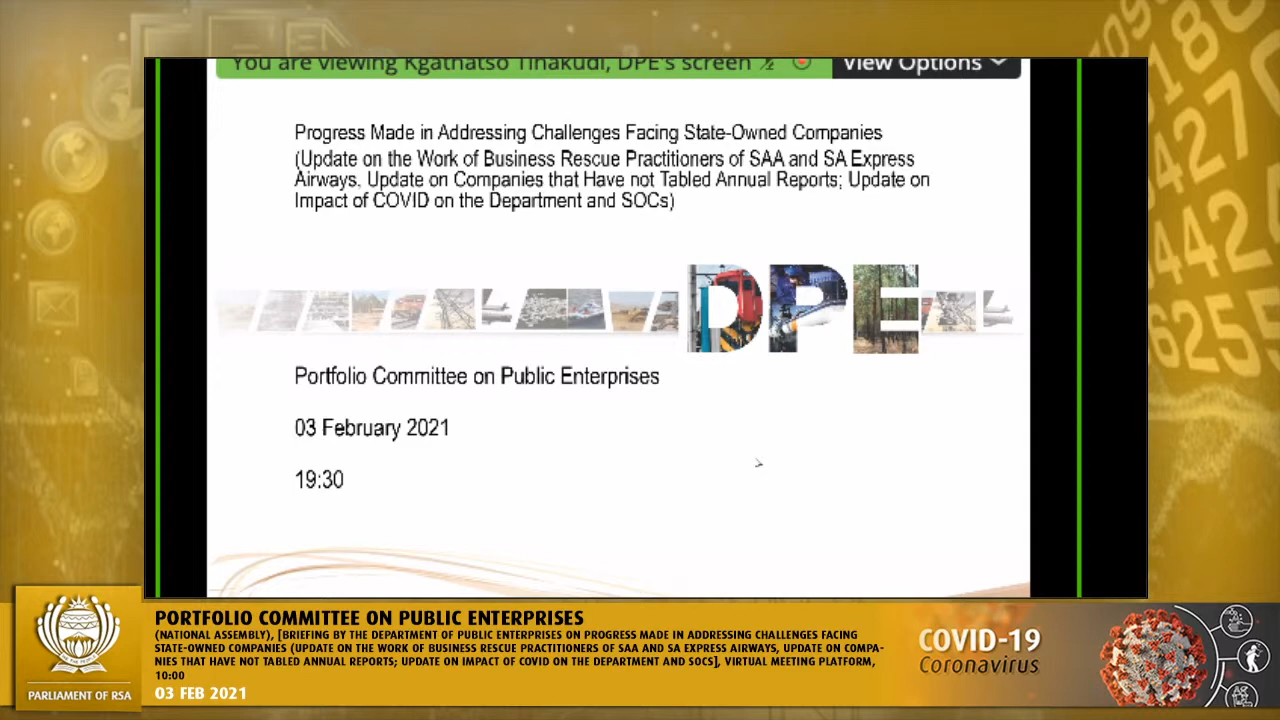 You are viewing Kgathatso Tlhakudi, DPE's screen
View Options
Progress Made in Addressing Challenges Facing State-Owned Companies
(Update on the Work of Business Rescue Practitioners of SAA and SA Express
Airways, Update on Companies that Have not Tabled Annual Reports; Update on
Impact of COVID on the Department and SOCs)
DPE
Portfolio Committee on Public Enterprises
03 February 2021
19:30
PORTFOLIO COMMITTEE ON PUBLIC ENTERPRISES
(NATIONAL ASSEMBLY), [BRIEFING BY THE DEPARTMENT OF PUBLIC ENTERPRISES ON PROGRESS MADE IN ADDRESSING CHALLENGES FACING
STATE-OWNED COMPANIES (UPDATE ON THE WORK OF BUSINESS RESCUE PRACTITIONERS OF SAA AND SA EXPRESS AIRWAYS, UPDATE ON COMPA-
NIES THAT HAVE NOT TABLED ANNUAL REPORTS; UPDATE ON IMPACT OF COVID ON THE DEPARTMENT AND SOCS], VIRTUAL MEETING PLATFORM,
10:00
03 FEB 2021
PARLIAMENT OF RSA
COVID-19
Coronavirus